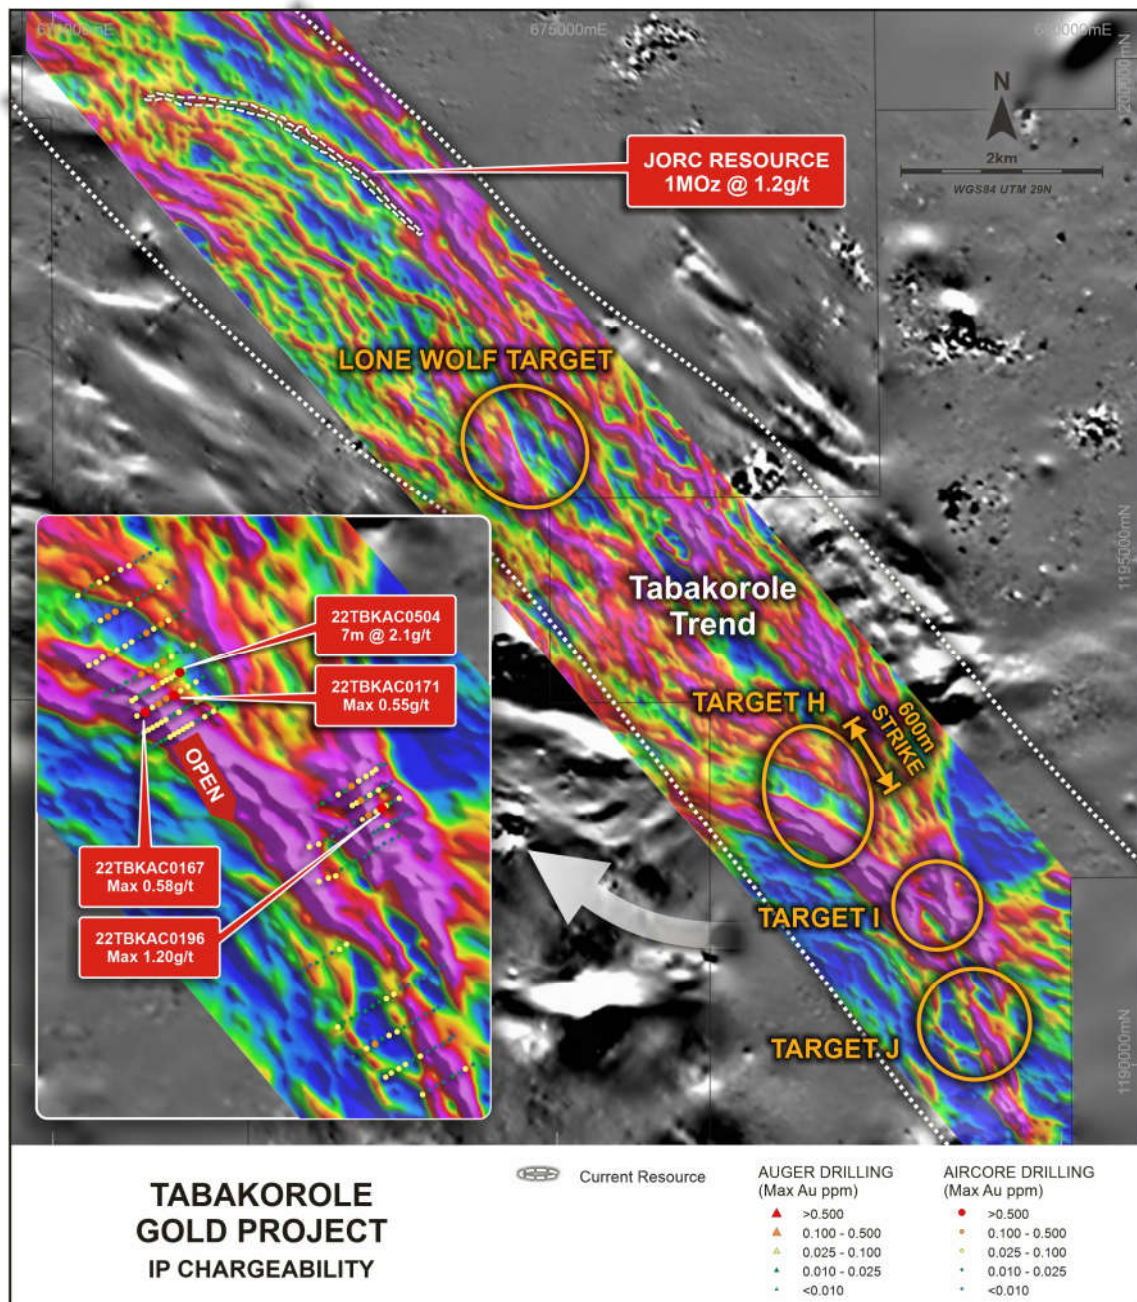 675000mE
N
2km
WGS84 UTM 29N
JORC RESOURCE
1MOz @ 1.2g/t
LONE WOLF TARGET
1195000mN
Tabakorole
Trend
TARGET H
600m
STRIKE
TARGET I
TARGET J
1190000mN
22TBKAC0504
7m @ 2.1g/t
22TBKAC0171
Max 0.55g/t
OPEN
22TBKAC0167
Max 0.58g/t
22TBKAC0196
Max 1.20g/t
TABAKOROLE
GOLD PROJECT
IP CHARGEABILITY
Current Resource
AUGER DRILLING
(Max Au ppm)
>0.500
0.100 - 0.500
0.025 - 0.100
0.010 - 0.025
<0.010
AIRCORE DRILLING
(Max Au ppm)
>0.500
0.100 - 0.500
0.025 - 0.100
0.010 - 0.025
<0.010